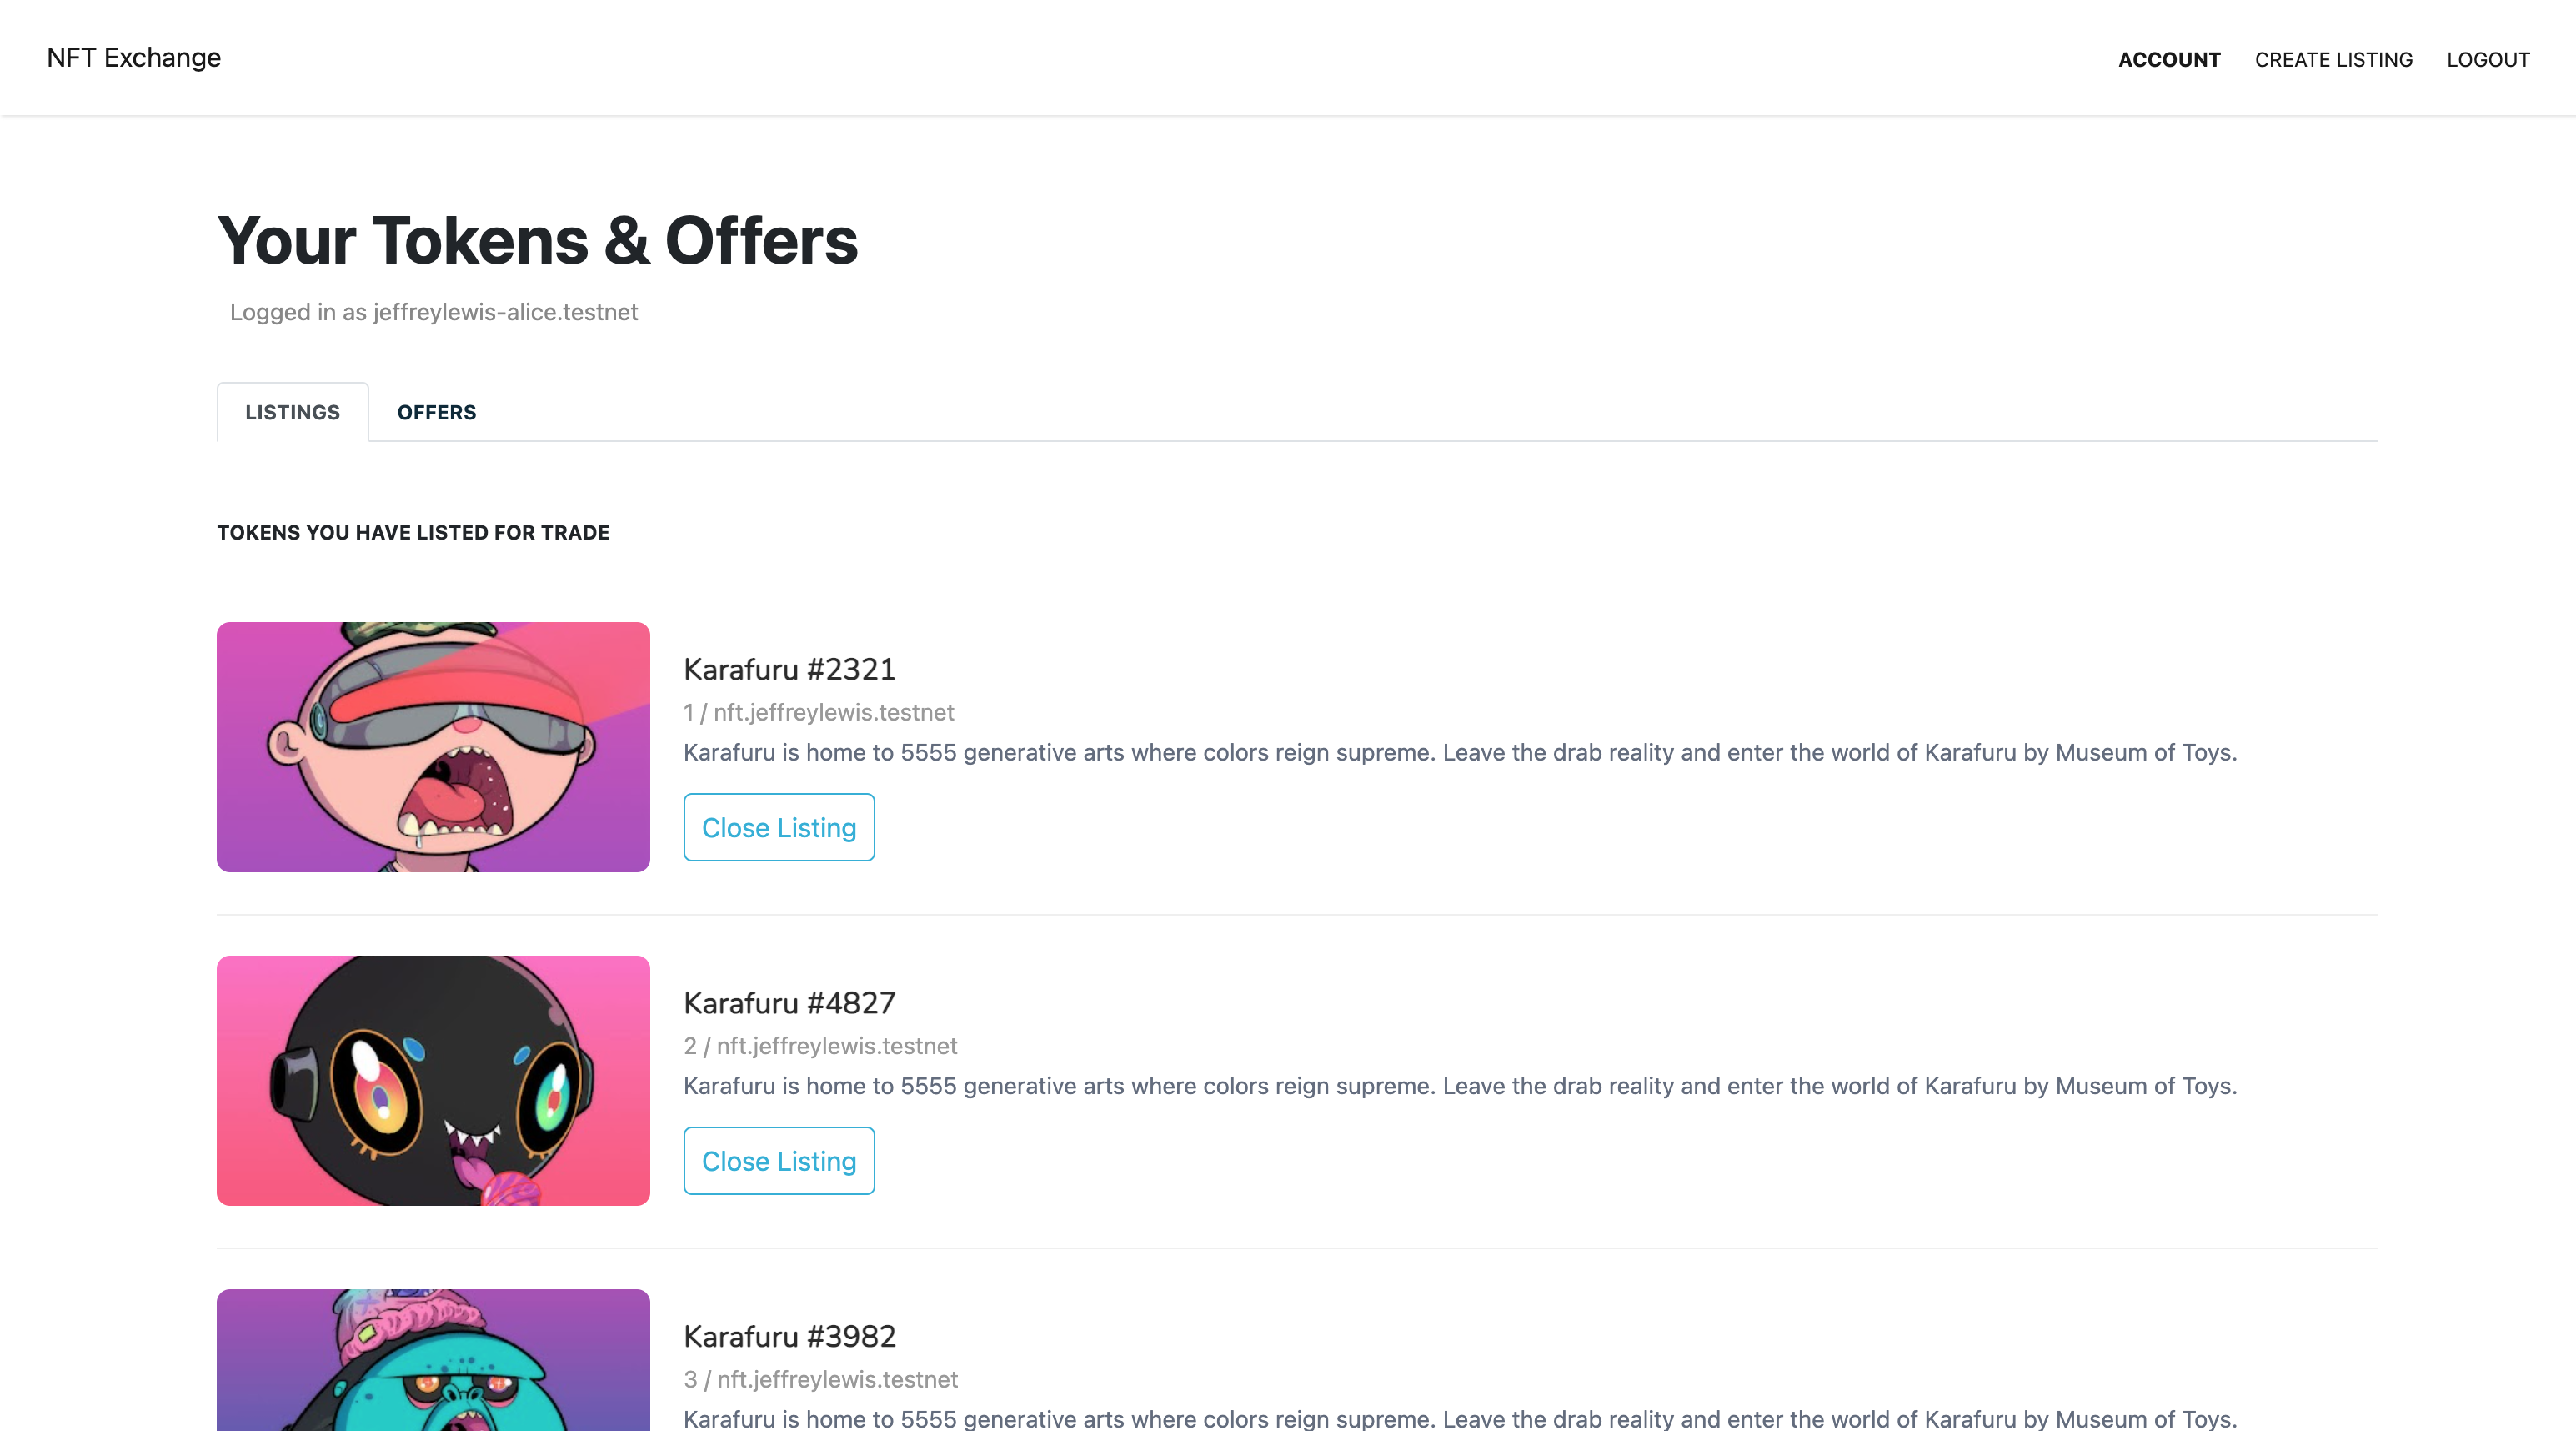 NFT Exchange
ACCOUNT CREATE LISTING LOGOUT
Your Tokens & Offers
Logged in as jeffreylewis-alice.testnet
LISTINGS OFFERS
TOKENS YOU HAVE LISTED FOR TRADE
Karafuru #2321
1 / nft.jeffreylewis.testnet
Karafuru is home to 5555 generative arts where colors reign supreme. Leave the drab reality and enter the world of Karafuru by Museum of Toys.
Close Listing
Karafuru #4827
2 / nft.jeffreylewis.testnet
Karafuru is home to 5555 generative arts where colors reign supreme. Leave the drab reality and enter the world of Karafuru by Museum of Toys.
Close Listing
Karafuru #3982
3 / nft.jeffreylewis.testnet
Karafuru is home to 5555 generative arts where colors reign supreme. Leave the drab reality and enter the world of Karafuru by Museum of Toys.